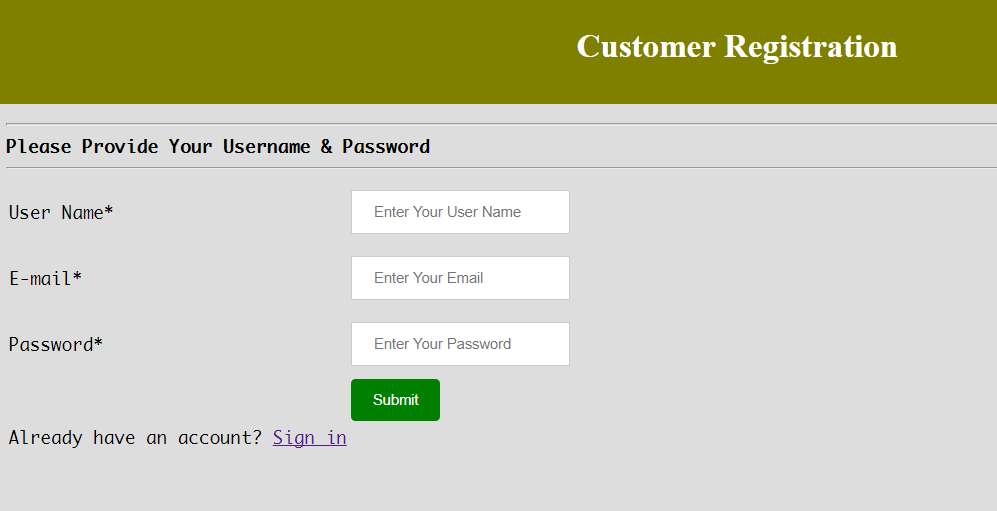 Customer Registration
Please Provide Your Username & Password
User Name*
Enter Your User Name
E-mail*
Enter Your Email
Password*
Enter Your Password
Submit
Already have an account? Sign in